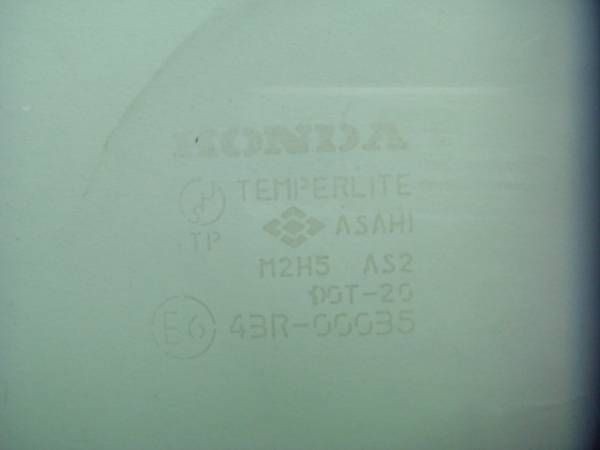 HONDA
TEMPERLITE
TP ASAHI
M2H5 AS2
DOT-20
E6 43R-00035